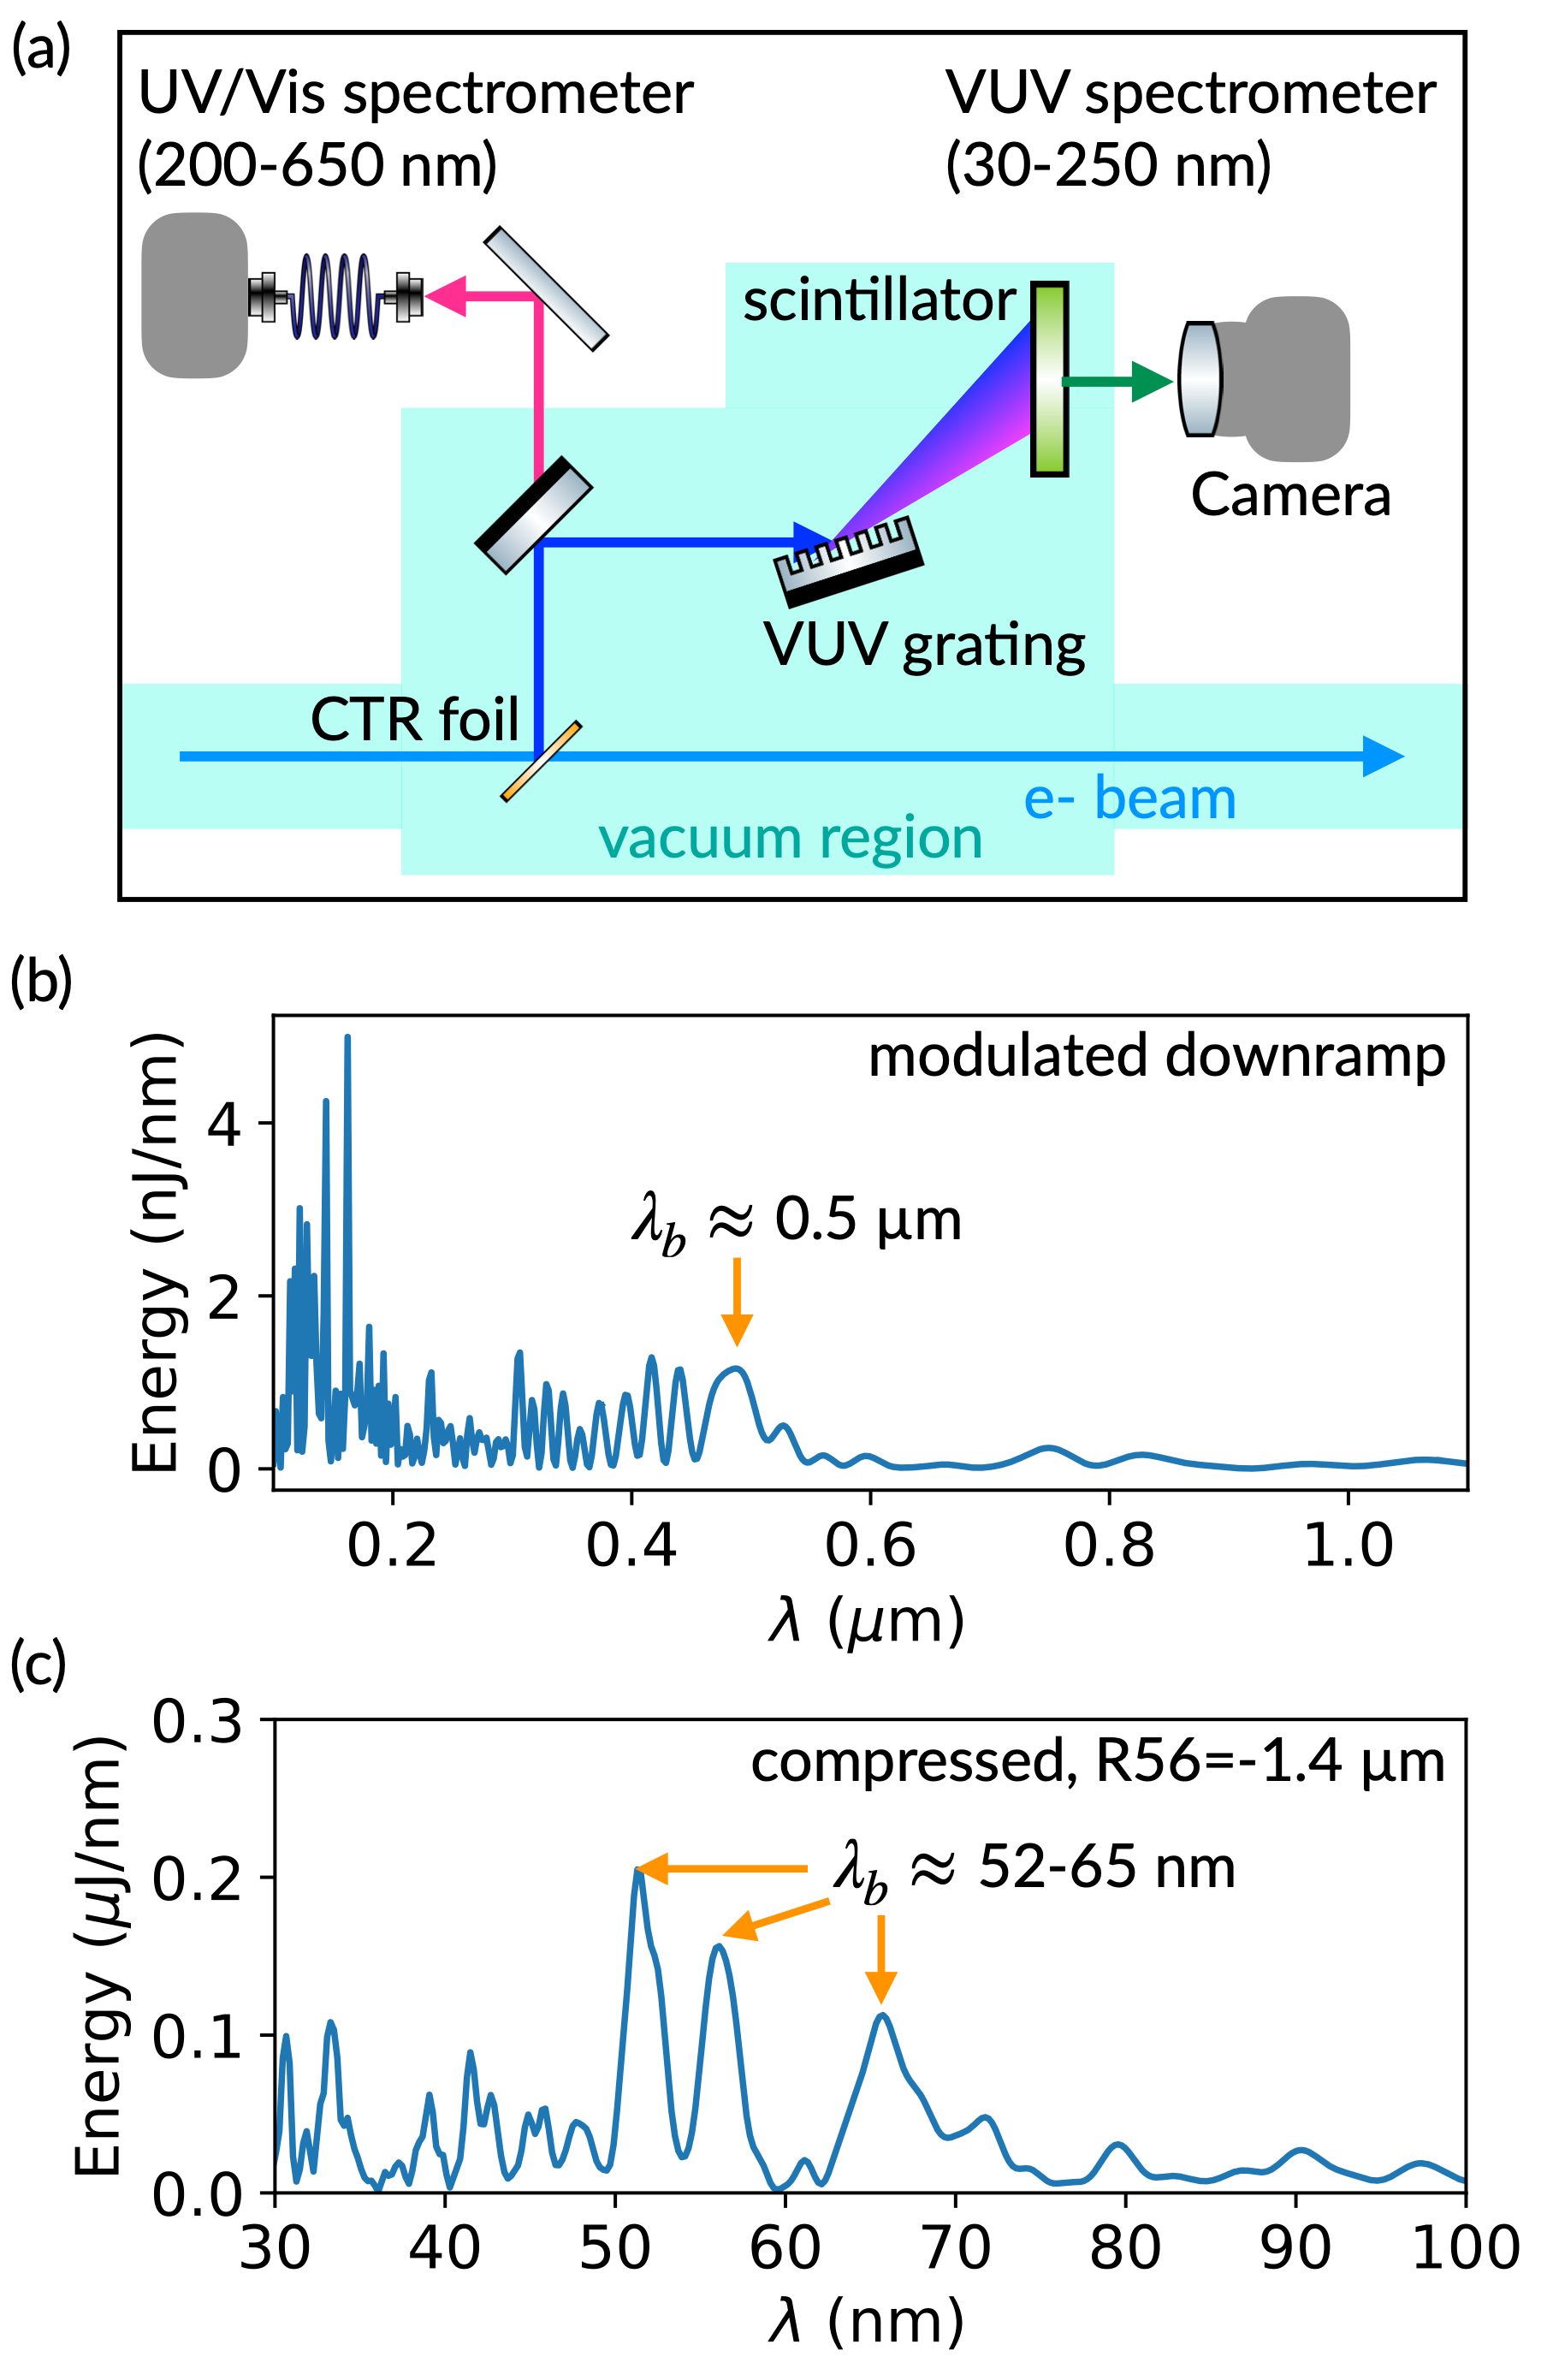 (a)
UV/Vis spectrometer
(200-650 nm)
VUV spectrometer
(30-250 nm)
scintillator
Camera
VUV grating
CTR foil
e- beam
vacuum region
(b)
modulated downramp
λb ≈ 0.5 μm
Energy (nJ/nm)
4
2
0
0.2 0.4 0.6 0.8 1.0
λ (μm)
(c)
compressed, R56=-1.4 μm
λb ≈ 52-65 nm
Energy (μJ/nm)
0.3
0.2
0.1
0.0
30 40 50 60 70 80 90 100
λ (nm)